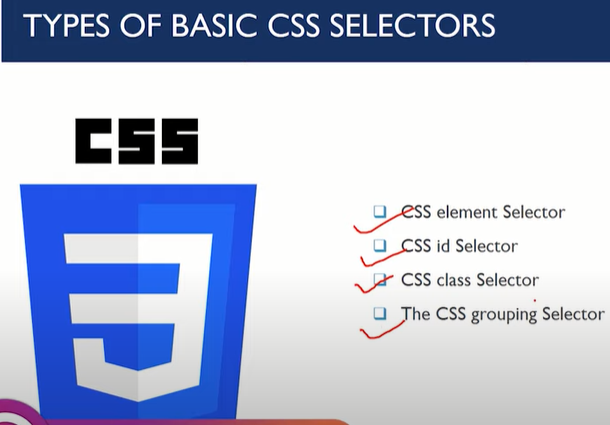 TYPES OF BASIC CSS SELECTORS
CSS
3
CSS element Selector
CSS id Selector
CSS class Selector
The CSS grouping Selector